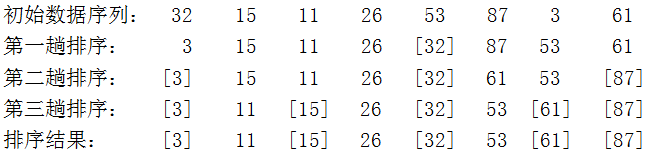 初始数据序列： 32 15 11 26 53 87 3 61
第一趟排序： 3 15 11 26 [32] 87 53 61
第二趟排序： [3] 15 11 26 [32] 61 53 [87]
第三趟排序： [3] 11 [15] 26 [32] 53 [61] [87]
排序结果： [3] 11 [15] 26 [32] 53 [61] [87]